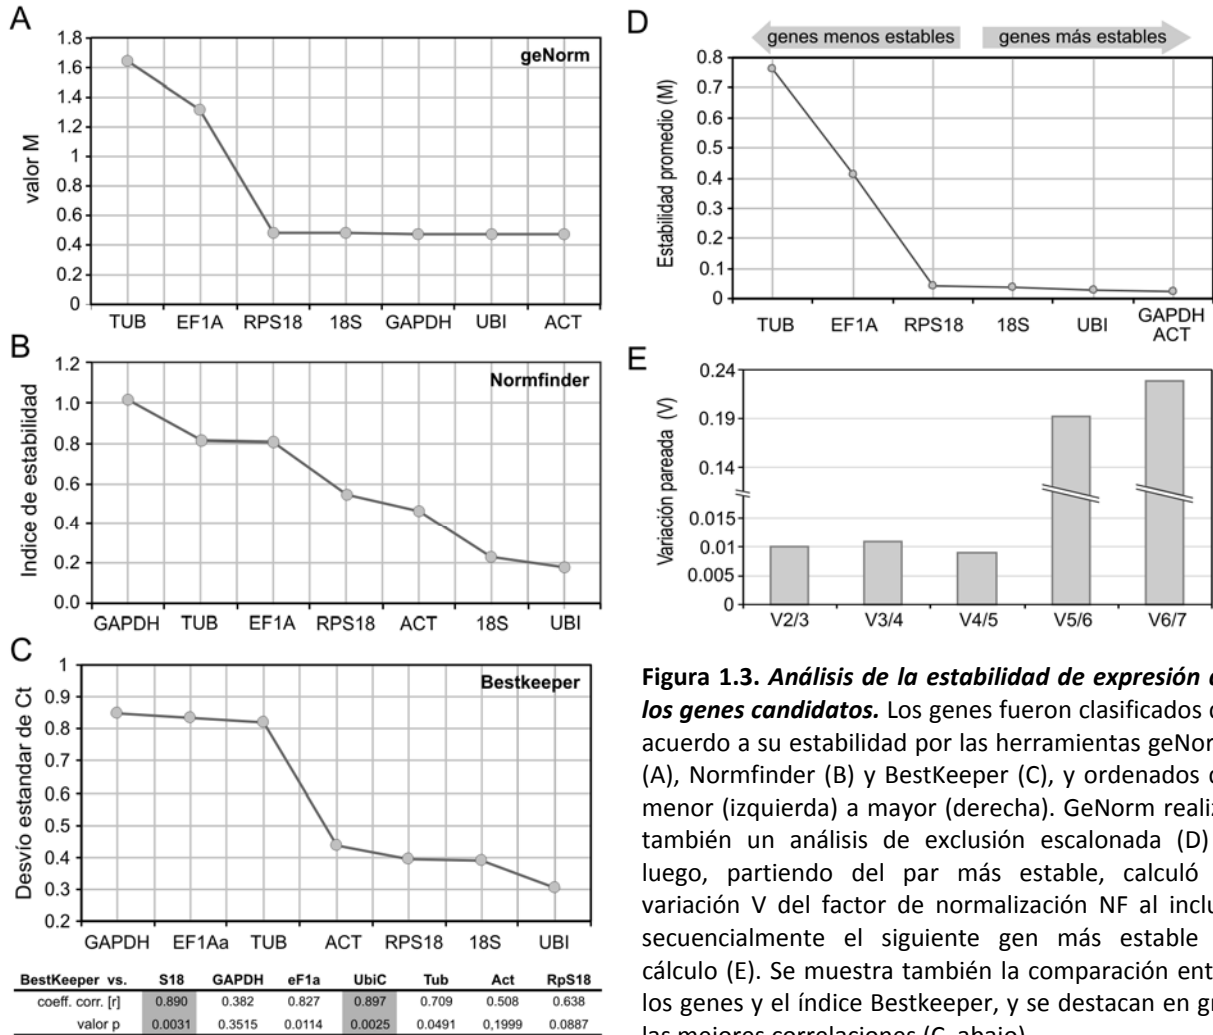 A
geNorm
valor M
1.8
1.6
1.4
1.2
1
0.8
0.6
0.4
0.2
0
TUB EF1A RPS18 18S GAPDH UBI ACT
B
Normfinder
Indice de estabilidad
1.2
1.0
0.8
0.6
0.4
0.2
0.0
GAPDH TUB EF1A RPS18 ACT 18S UBI
C
Bestkeeper
Desvío estandar de Ct
1
0.9
0.8
0.7
0.6
0.5
0.4
0.3
0.2
GAPDH EF1Aa TUB ACT RPS18 18S UBI
BestKeeper vs. S18 GAPDH eF1a UbiC Tub Act RpS18
coeff. corr. [r] 0.890 0.382 0.827 0.897 0.709 0.508 0.638
valor p 0.0031 0.3515 0.0114 0.0025 0.0491 0,1999 0.0887
D
genes menos estables genes más estables
Estabilidad promedio (M)
0.8
0.7
0.6
0.5
0.4
0.3
0.2
0.1
0
TUB EF1A RPS18 18S UBI GAPDH
ACT
E
Variación pareada (V)
0.24
0.19
0.14
0.015
0.01
0.005
0
V2/3 V3/4 V4/5 V5/6 V6/7
Figura 1.3. Análisis de la estabilidad de expresión
los genes candidatos. Los genes fueron clasificados
acuerdo a su estabilidad por las herramientas
(A), Normfinder (B) y BestKeeper (C), y ordenados
menor (izquierda) a mayor (derecha). GeNorm
también un análisis de exclusión escalonada (D)
luego, partiendo del par más estable, calculó
variación V del factor de normalización NF al
secuencialmente el siguiente gen más estable
cálculo (E). Se muestra también la comparación
los genes y el índice Bestkeeper, y se destacan en
las mejores correlaciones (C, abajo)